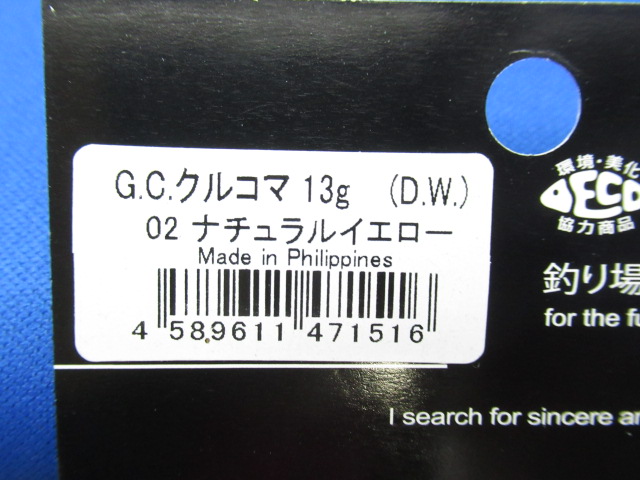 G.C.クルコマ 13g (D.W.)
02 ナチュラルイエロー
Made in Philippines
4 589611 471516
環境・美化
DECO
協力商品
釣り場
for the fu
I search for sincere an